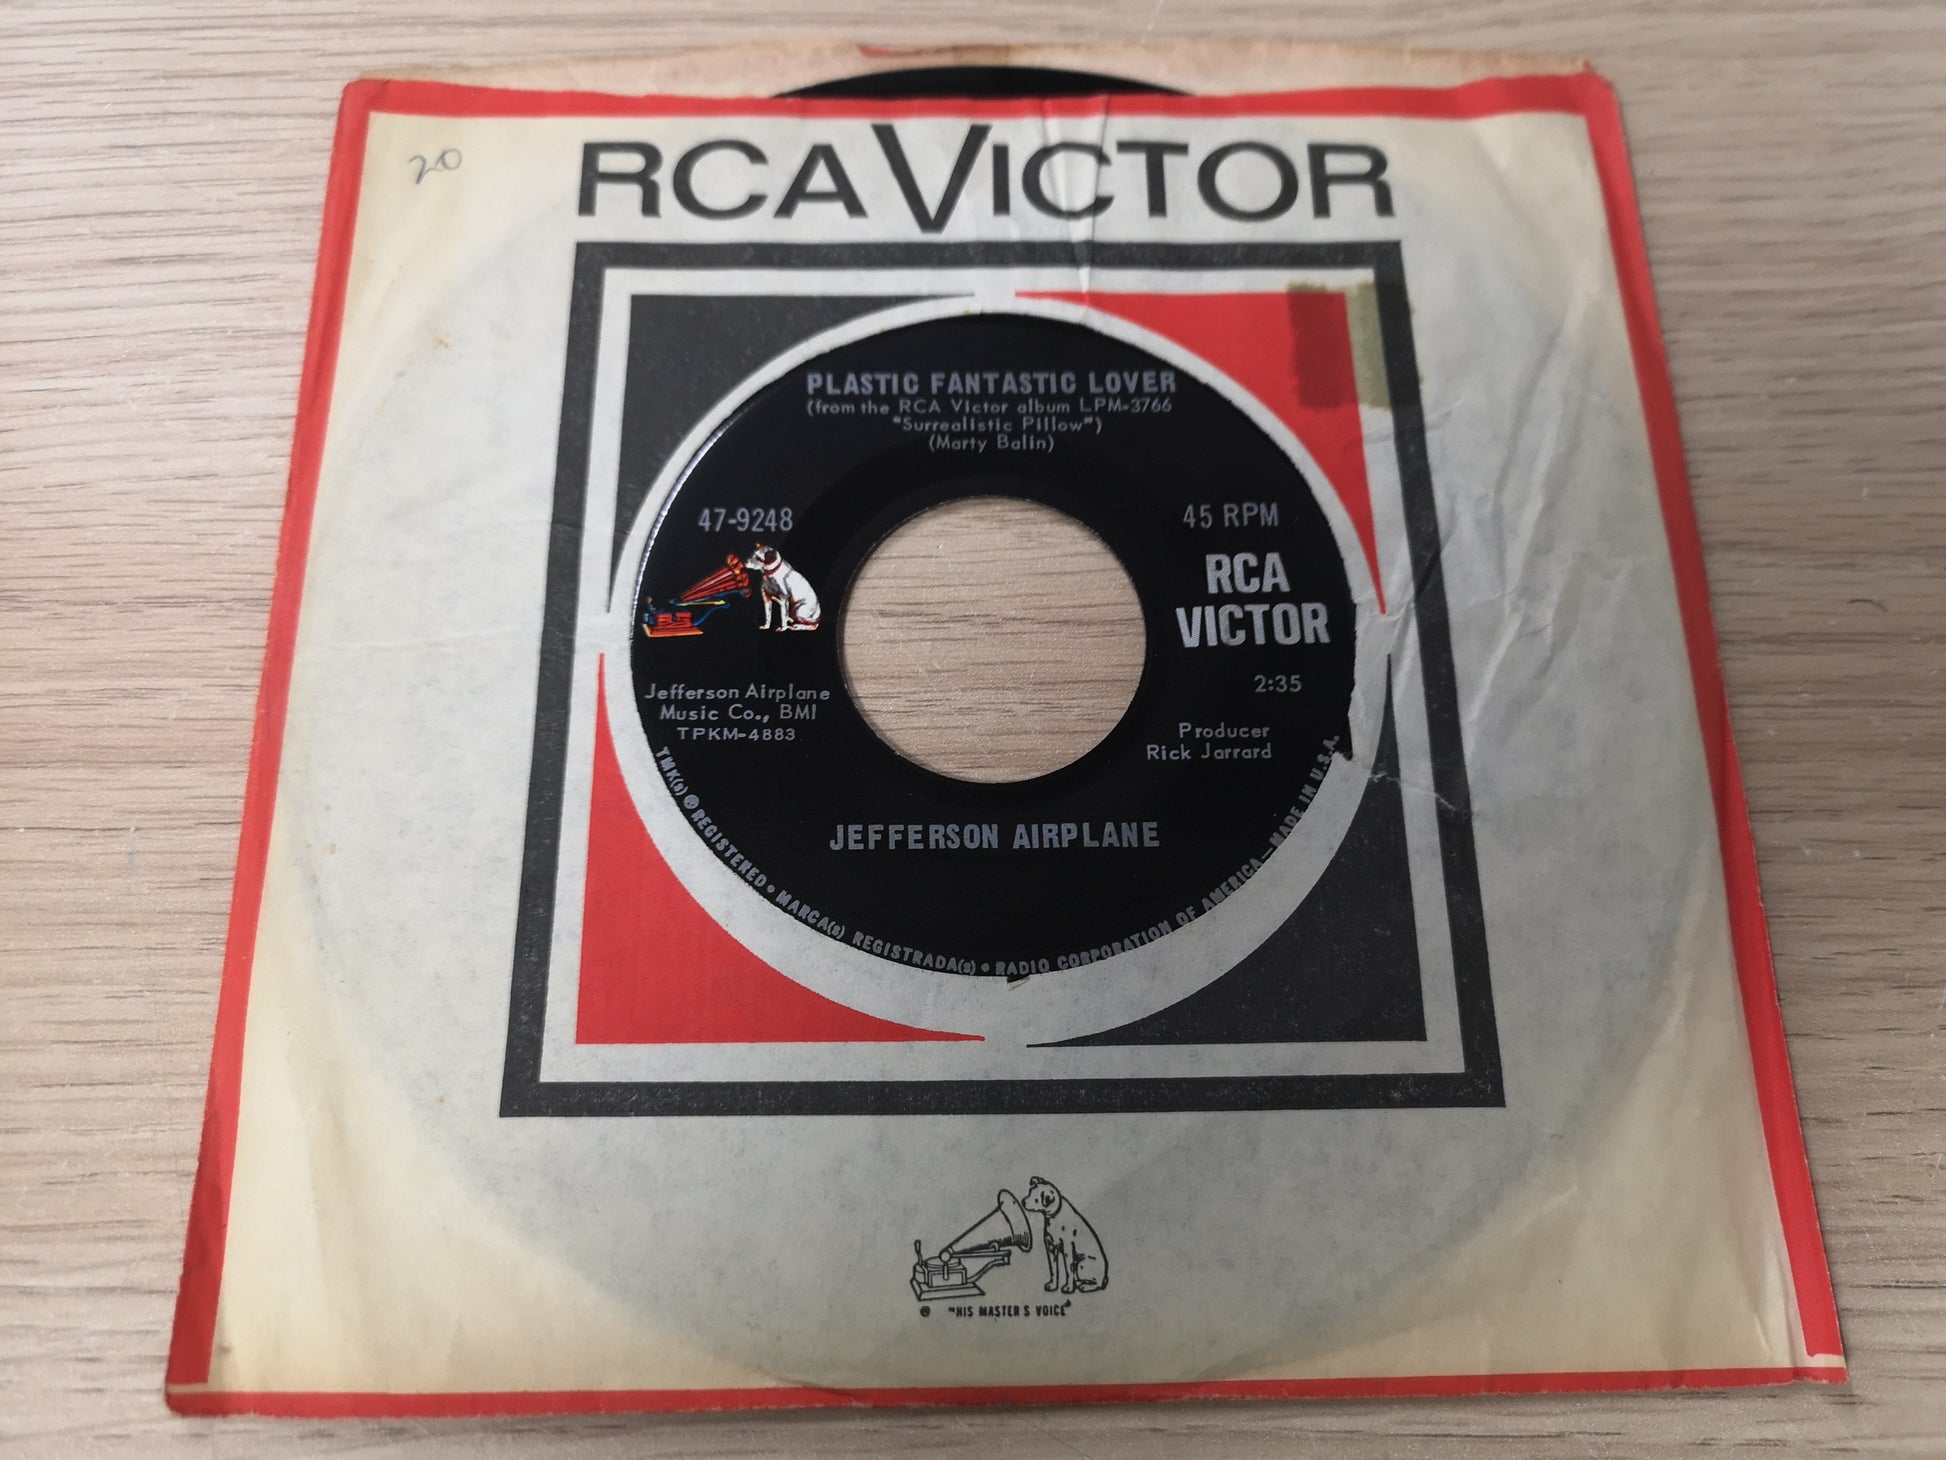 20
RCA VICTOR
PLASTIC FANTASTIC LOVER
(from the RCA Victor album LPM-3766
"Surrealistic Pillow")
(Marty Balin)
47-9248
45 RPM
RCA
VICTOR
2:35
Jefferson Airplane
Music Co., BMI
TPKM-4883
Producer
Rick Jarrard
JEFFERSON AIRPLANE
TMK(s) ® REGISTERED • MARCA(s) REGISTRADA(s) • RADIO CORPORATION OF AMERICA—MADE IN U.S.A.
® "HIS MASTER'S VOICE"